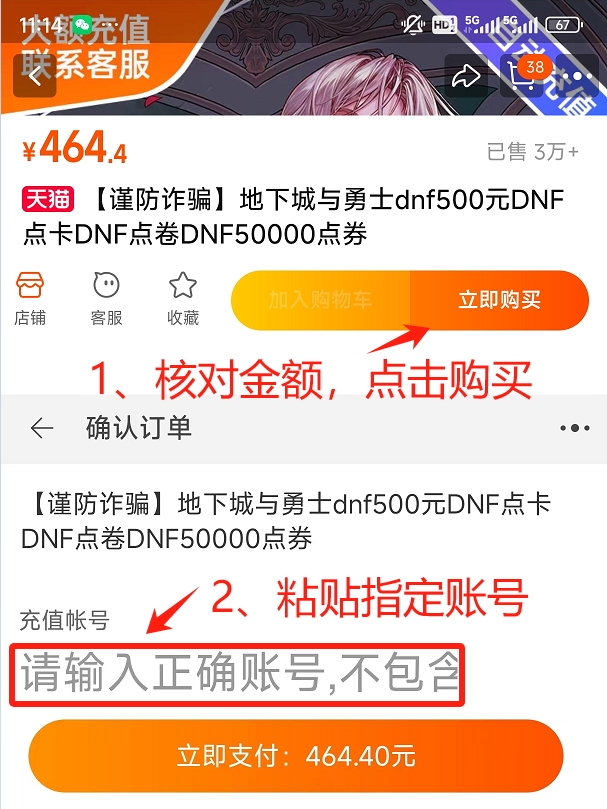 11:14
HD
5G
5G
67
大额充值
联系客服
38
自动充值
¥464.4
已售 3万+
天猫 【谨防诈骗】地下城与勇士dnf500元DNF
点卡DNF点卷DNF50000点券
店铺
客服
收藏
加入购物车
立即购买
1、核对金额，点击购买
确认订单
【谨防诈骗】地下城与勇士dnf500元DNF点卡
DNF点卷DNF50000点券
2、粘贴指定账号
充值帐号
请输入正确账号,不包含
立即支付：464.40元